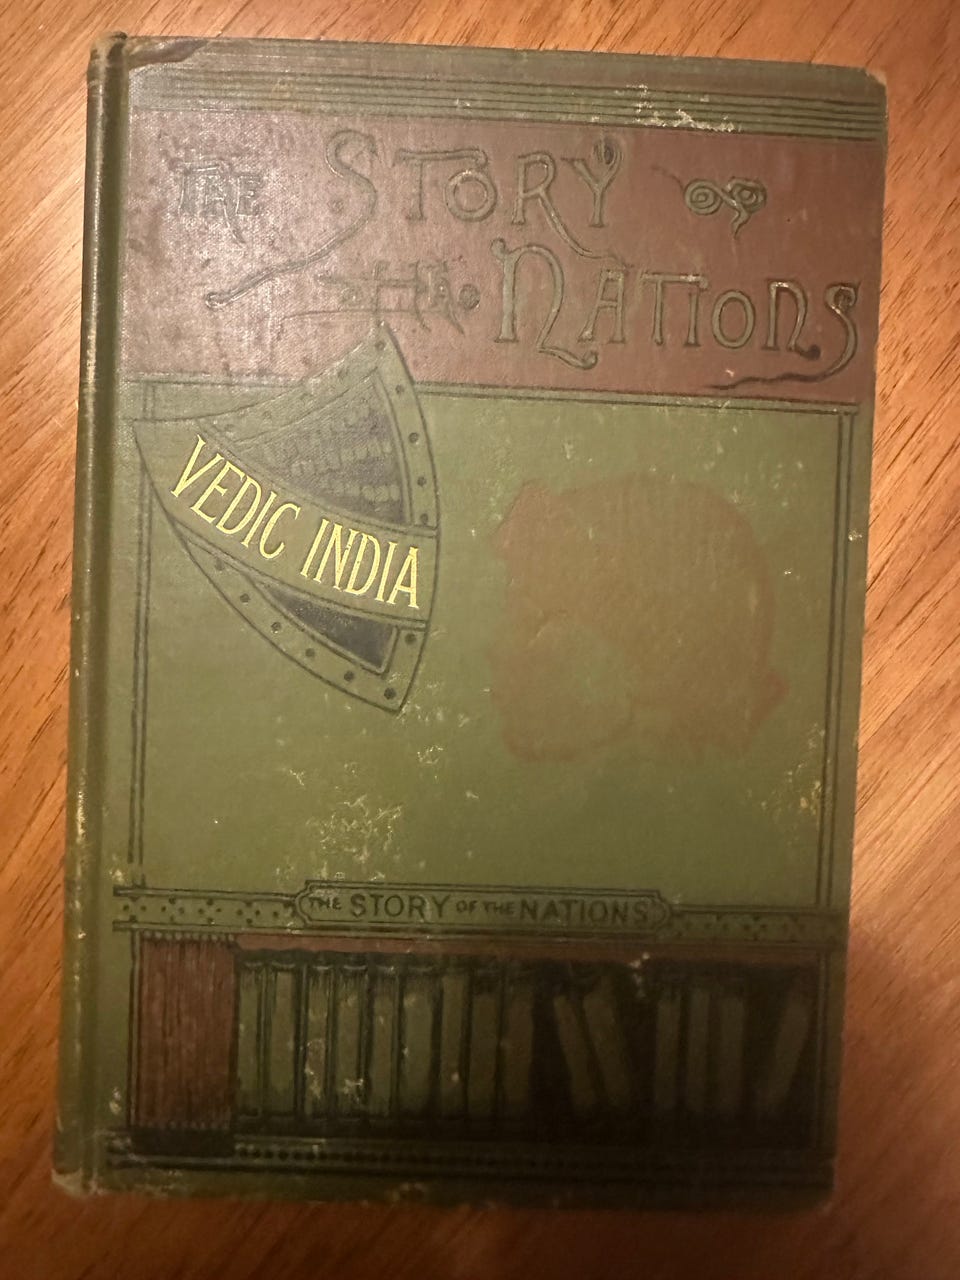 THE STORY OF
THE NATIONS
VEDIC INDIA
THE STORY OF THE NATIONS